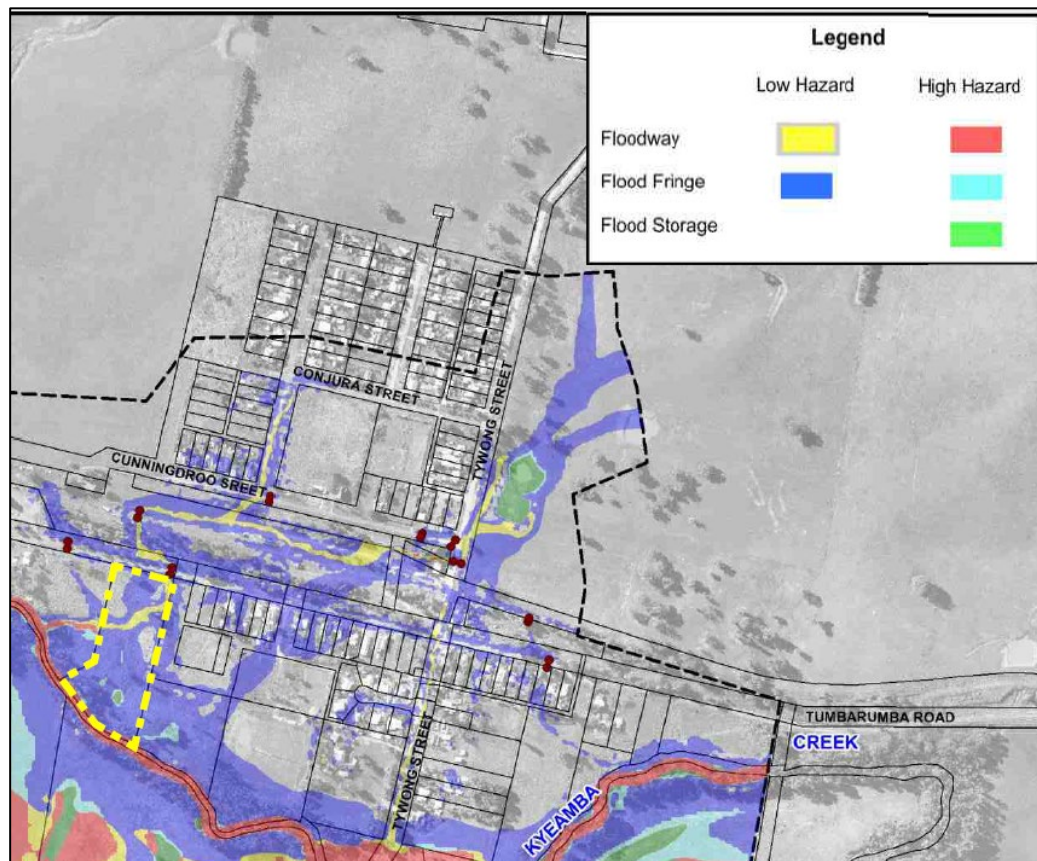 Legend
Low Hazard High Hazard
Floodway
Flood Fringe
Flood Storage
CONJURA STREET
TYWONG STREET
CUNNINGDROO SREET
TUMBARUMBA ROAD
CREEK
TYWONG STREET
KYEAMBA